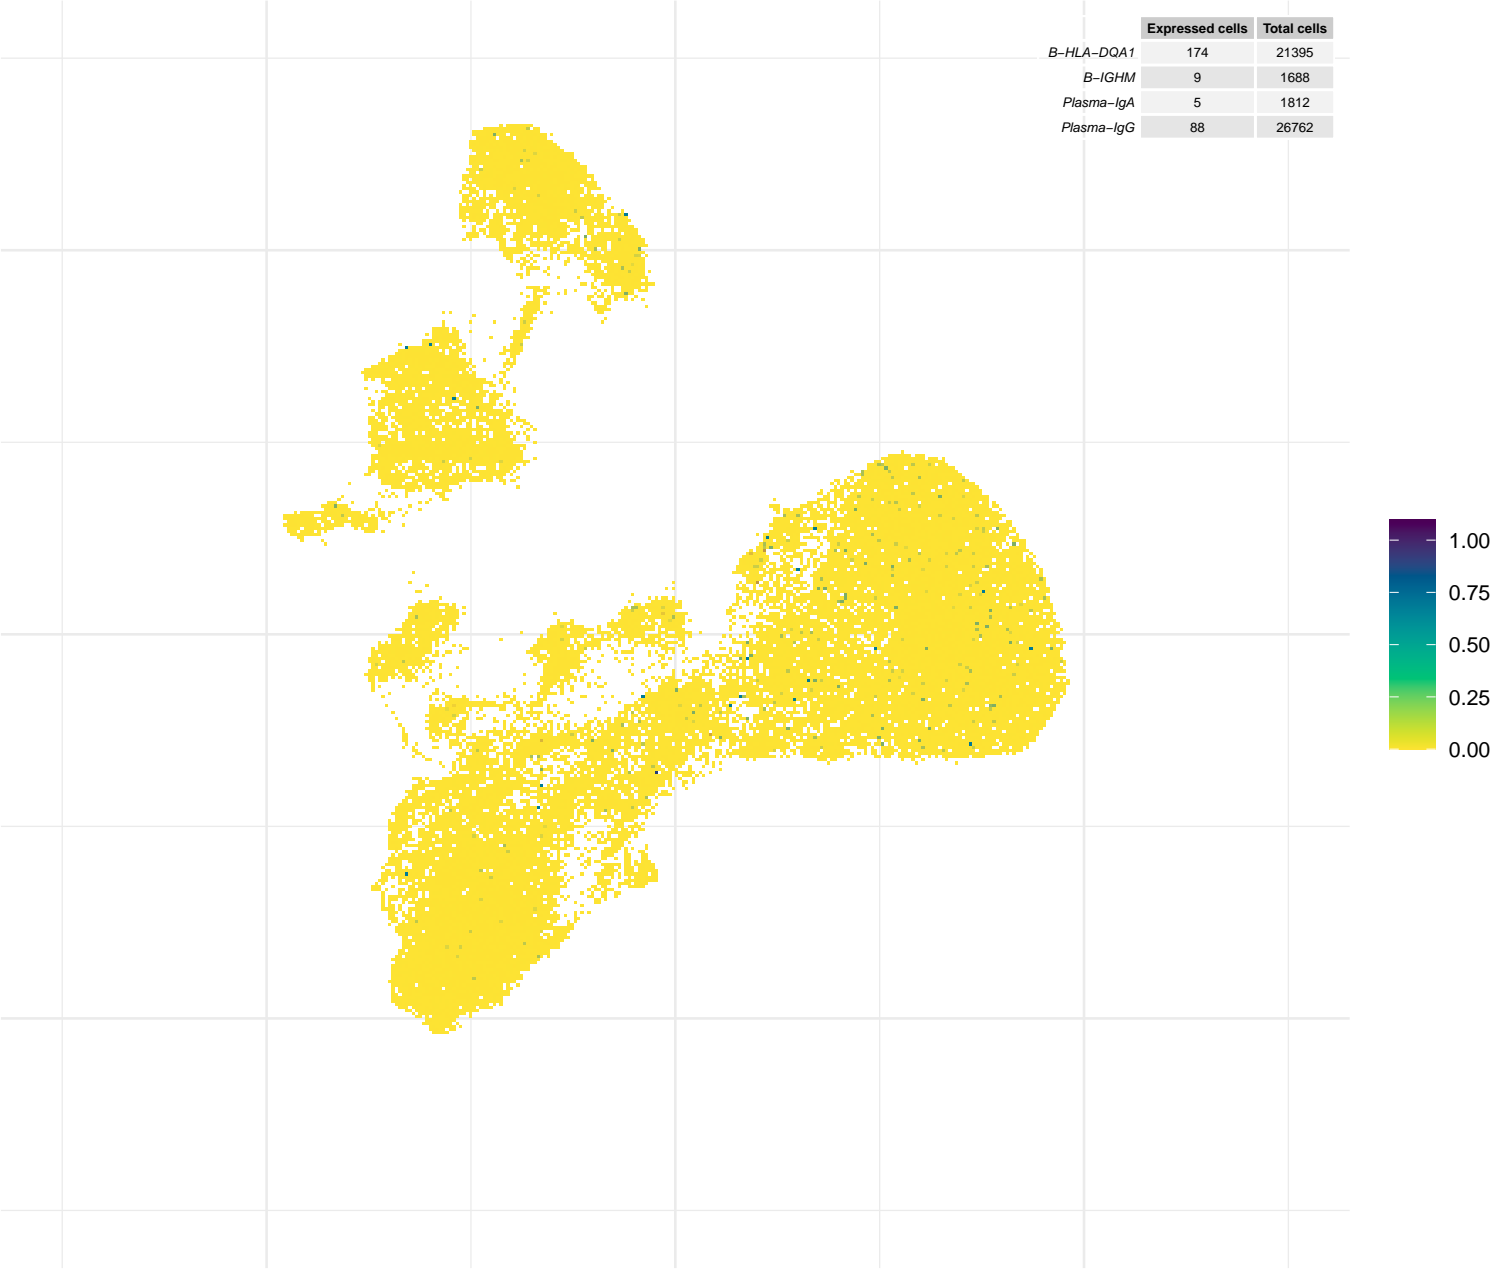 Expressed cells Total cells
B−HLA−DQA1 174 21395
B−IGHM 9 1688
Plasma−IgA 5 1812
Plasma−IgG 88 26762
1.00
0.75
0.50
0.25
0.00